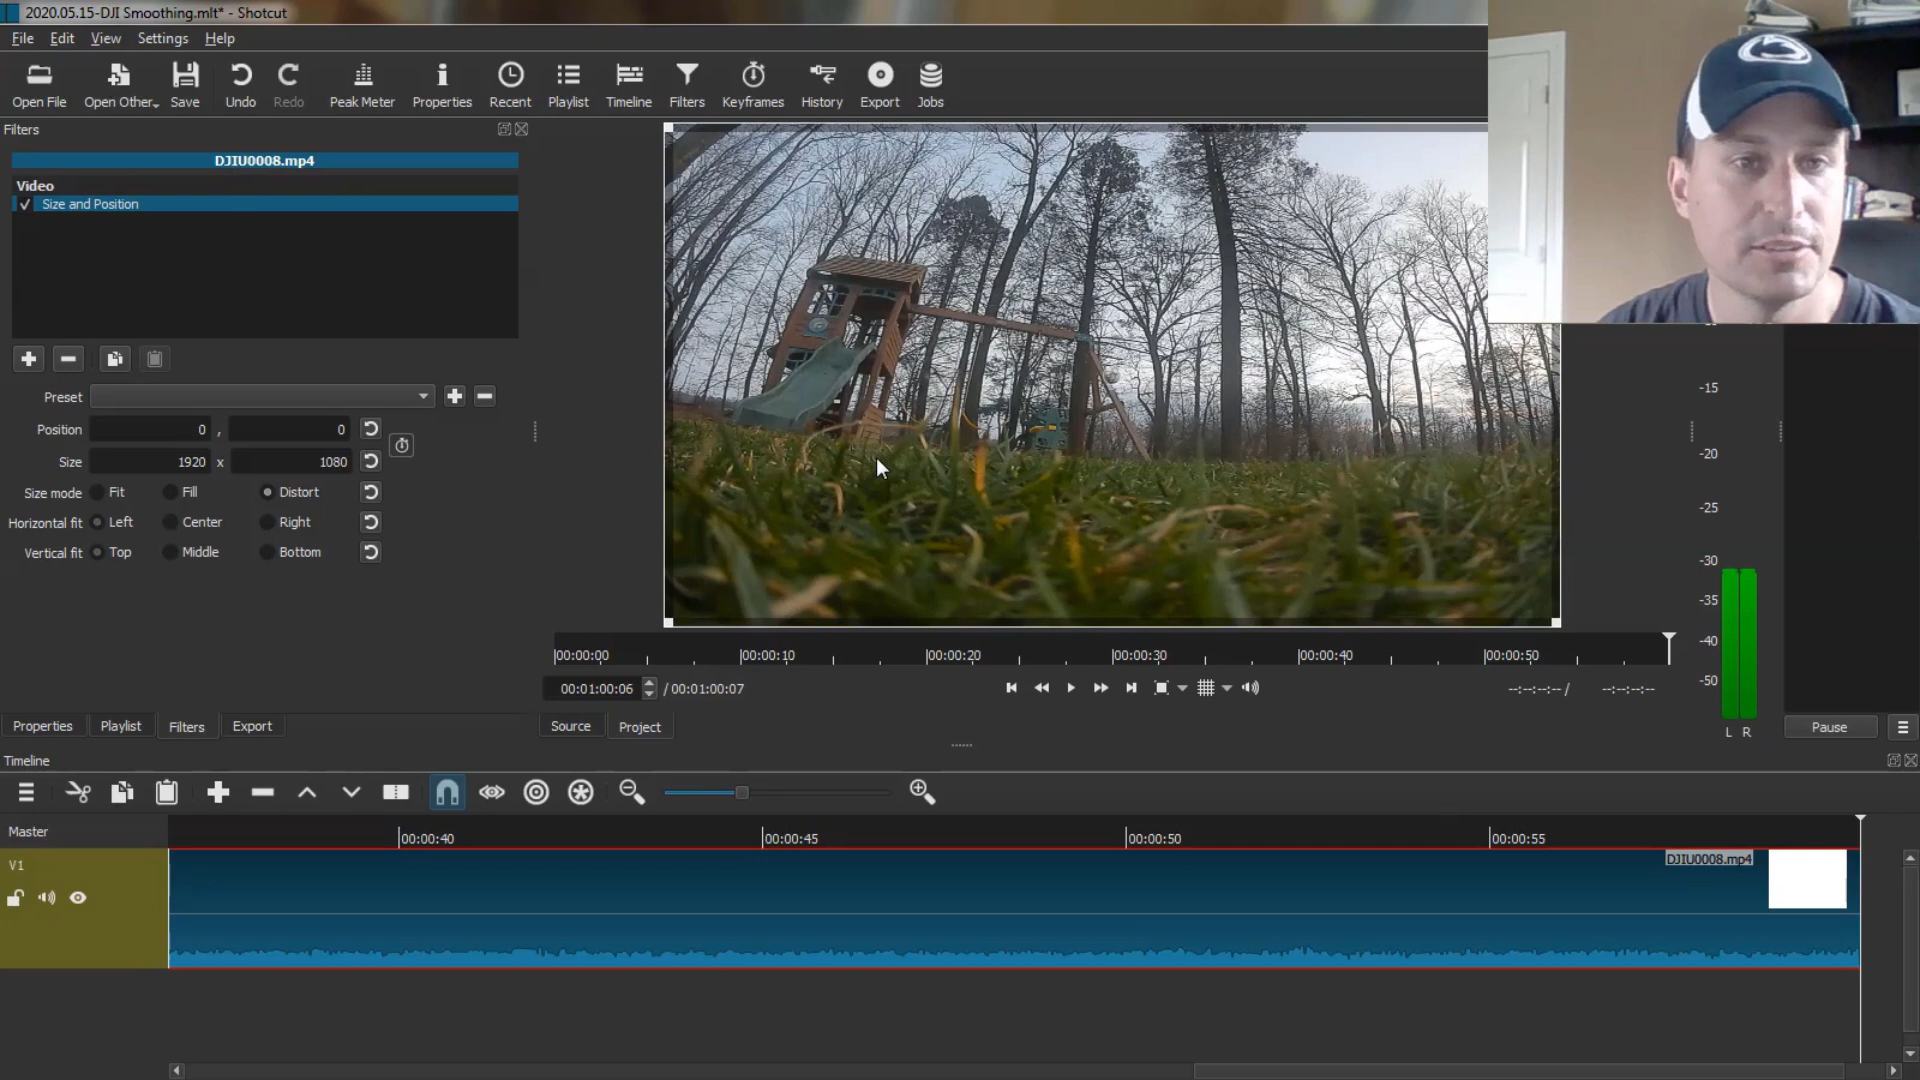 2020.05.15-DJI Smoothing.mlt* - Shotcut
File Edit View Settings Help
Open File Open Other Save Undo Redo Peak Meter Properties Recent Playlist Timeline Filters Keyframes History Export Jobs
Filters
DJIU0008.mp4
Video
Size and Position
Preset
Position 0 , 0
Size 1920 x 1080
Size mode Fit Fill Distort
Horizontal fit Left Center Right
Vertical fit Top Middle Bottom
-15
-20
-25
-30
-35
-40
-50
L R
00:00:00 00:00:10 00:00:20 00:00:30 00:00:40 00:00:50
00:01:00:06 / 00:01:00:07 --:--:--:-- / --:--:--:--
Properties Playlist Filters Export Source Project Pause
Timeline
Master 00:00:40 00:00:45 00:00:50 00:00:55
V1
DJIU0008.mp4